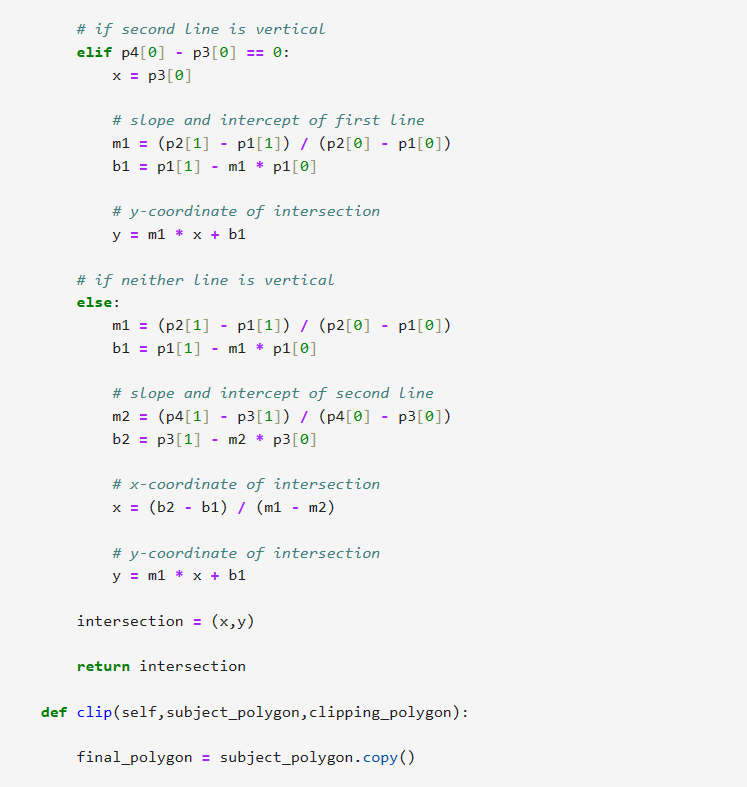 # if second line is vertical
elif p4[0] - p3[0] == 0:
x = p3[0]
# slope and intercept of first line
m1 = (p2[1] - p1[1]) / (p2[0] - p1[0])
b1 = p1[1] - m1 * p1[0]
# y-coordinate of intersection
y = m1 * x + b1
# if neither line is vertical
else:
m1 = (p2[1] - p1[1]) / (p2[0] - p1[0])
b1 = p1[1] - m1 * p1[0]
# slope and intercept of second line
m2 = (p4[1] - p3[1]) / (p4[0] - p3[0])
b2 = p3[1] - m2 * p3[0]
# x-coordinate of intersection
x = (b2 - b1) / (m1 - m2)
# y-coordinate of intersection
y = m1 * x + b1
intersection = (x,y)
return intersection
def clip(self,subject_polygon,clipping_polygon):
final_polygon = subject_polygon.copy()